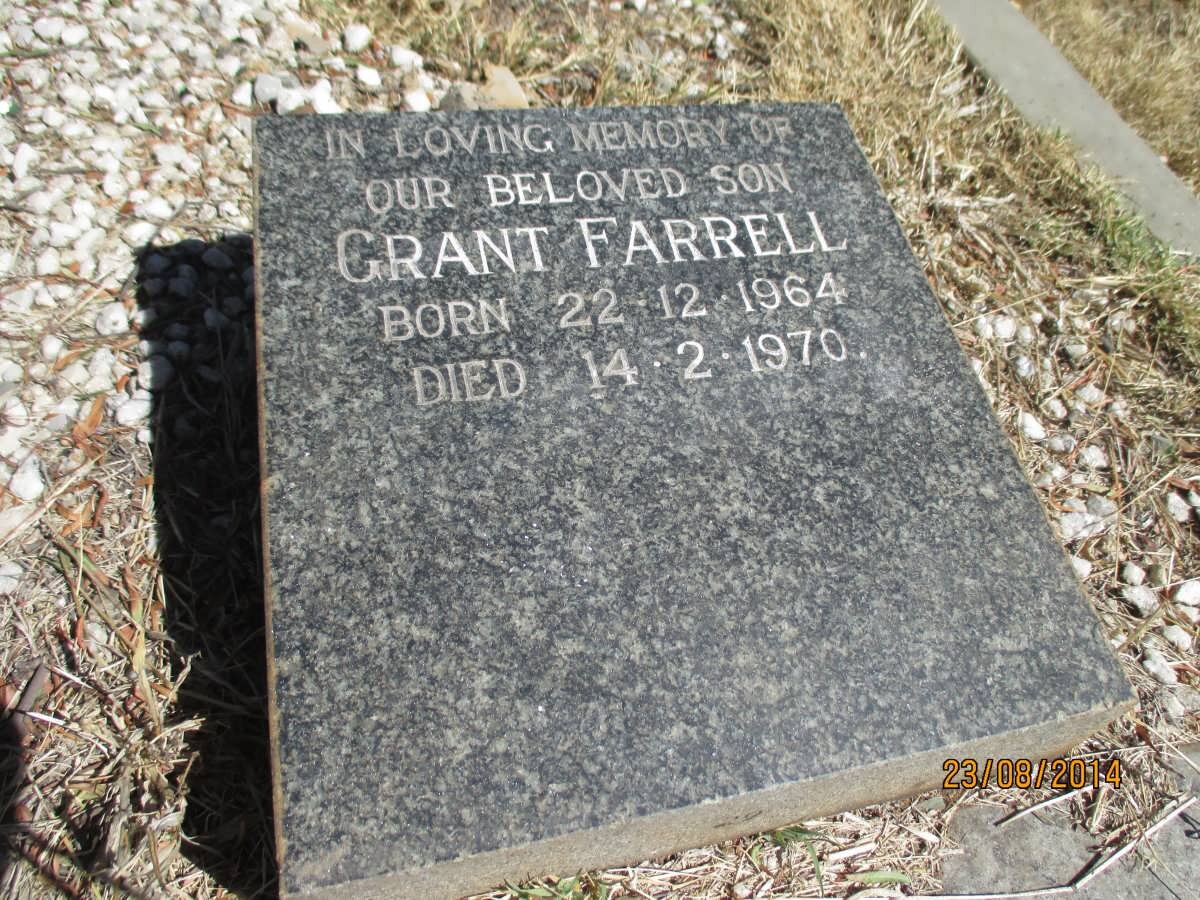 IN LOVING MEMORY OF
OUR BELOVED SON
GRANT FARRELL
BORN 22·12·1964
DIED 14·2·1970.
23/08/2014